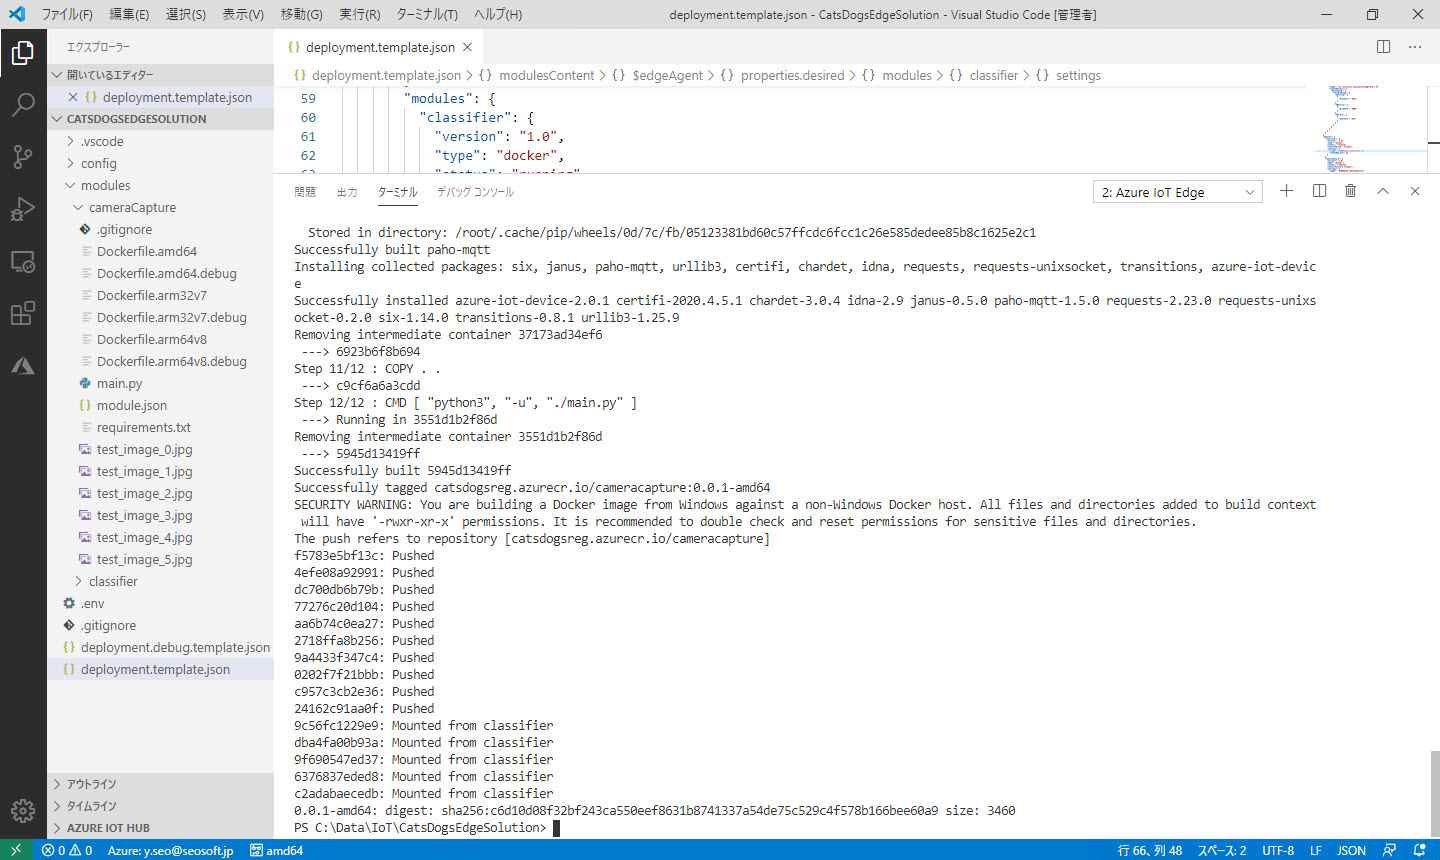 ファイル(F) 編集(E) 選択(S) 表示(V) 移動(G) 実行(R) ターミナル(T) ヘルプ(H) deployment.template.json - CatsDogsEdgeSolution - Visual Studio Code [管理者]
エクスプローラー
開いているエディター
deployment.template.json
CATSDOGSEDGESOLUTION
.vscode
config
modules
cameraCapture
.gitignore
Dockerfile.amd64
Dockerfile.amd64.debug
Dockerfile.arm32v7
Dockerfile.arm32v7.debug
Dockerfile.arm64v8
Dockerfile.arm64v8.debug
main.py
{} module.json
requirements.txt
test_image_0.jpg
test_image_1.jpg
test_image_2.jpg
test_image_3.jpg
test_image_4.jpg
test_image_5.jpg
classifier
.env
.gitignore
{} deployment.debug.template.json
{} deployment.template.json
アウトライン
タイムライン
AZURE IOT HUB
{} deployment.template.json
{} deployment.template.json > {} modulesContent > {} $edgeAgent > {} properties.desired > {} modules > {} classifier > {} settings
59 "modules": {
60 "classifier": {
61 "version": "1.0",
62 "type": "docker",
問題 出力 ターミナル デバッグ コンソール 2: Azure IoT Edge
Stored in directory: /root/.cache/pip/wheels/0d/7c/fb/05123381bd60c57ffcdc6fcc1c26e585dedee85b8c1625e2c1
Successfully built paho-mqtt
Installing collected packages: six, janus, paho-mqtt, urllib3, certifi, chardet, idna, requests, requests-unixsocket, transitions, azure-iot-devic
e
Successfully installed azure-iot-device-2.0.1 certifi-2020.4.5.1 chardet-3.0.4 idna-2.9 janus-0.5.0 paho-mqtt-1.5.0 requests-2.23.0 requests-unixs
ocket-0.2.0 six-1.14.0 transitions-0.8.1 urllib3-1.25.9
Removing intermediate container 37173ad34ef6
---> 6923b6f8b694
Step 11/12 : COPY . .
---> c9cf6a6a3cdd
Step 12/12 : CMD [ "python3", "-u", "./main.py" ]
---> Running in 3551d1b2f86d
Removing intermediate container 3551d1b2f86d
---> 5945d13419ff
Successfully built 5945d13419ff
Successfully tagged catsdogsreg.azurecr.io/cameracapture:0.0.1-amd64
SECURITY WARNING: You are building a Docker image from Windows against a non-Windows Docker host. All files and directories added to build context
will have '-rwxr-xr-x' permissions. It is recommended to double check and reset permissions for sensitive files and directories.
The push refers to repository [catsdogsreg.azurecr.io/cameracapture]
f5783e5bf13c: Pushed
4efe08a92991: Pushed
dc700db6b79b: Pushed
77276c20d104: Pushed
aa6b74c0ea27: Pushed
2718ffa8b256: Pushed
9a4433f347c4: Pushed
0202f7f21bbb: Pushed
c957c3cb2e36: Pushed
24162c91aa0f: Pushed
9c56fc1229e9: Mounted from classifier
dba4fa00b93a: Mounted from classifier
9f690547ed37: Mounted from classifier
6376837eded8: Mounted from classifier
c2adabaecedb: Mounted from classifier
0.0.1-amd64: digest: sha256:c6d10d08f32bf243ca550eef8631b8741337a54de75c529c4f578b166bee60a9 size: 3460
PS C:\Data\IoT\CatsDogsEdgeSolution>
0 0 Azure: y.seo@seosoft.jp amd64 行 66、列 48 スペース: 2 UTF-8 LF JSON